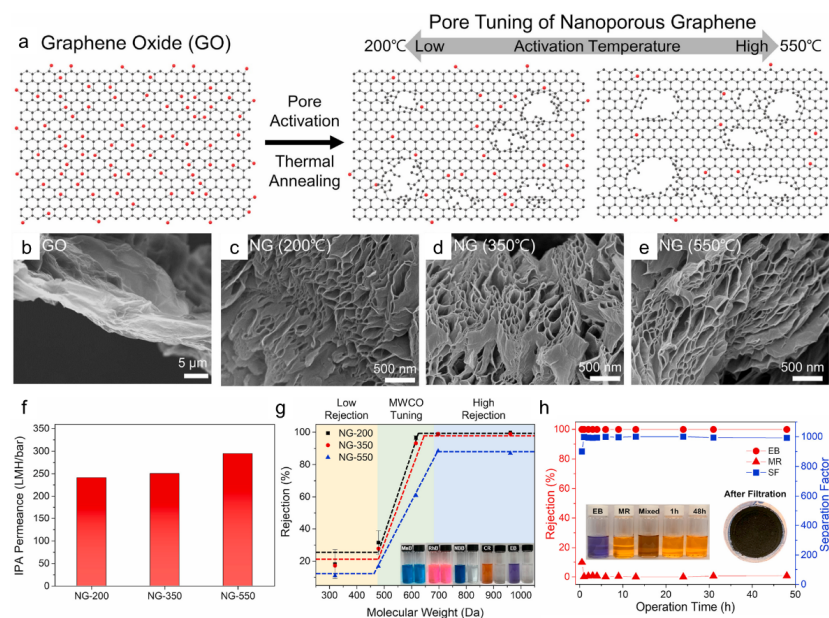 a
Graphene Oxide (GO)
Pore Tuning of Nanoporous Graphene
200℃
Low
Activation Temperature
High
550℃
Pore
Activation
Thermal
Annealing
b
GO
5 µm
c
NG (200℃)
500 nm
d
NG (350℃)
500 nm
e
NG (550℃)
500 nm
f
IPA Permeance (LMH/bar)
350
300
250
200
150
100
50
0
NG-200
NG-350
NG-550
g
Low
Rejection
MWCO
Tuning
High
Rejection
NG-200
NG-350
NG-550
Rejection (%)
100
80
60
40
20
RhB
CR
EB
300
400
500
600
700
800
900
1000
Molecular Weight (Da)
h
Rejection (%)
100
80
60
40
20
0
EB
MR
SF
EB
MR
Mixed
1h
48h
After Filtration
1000
800
600
400
200
0
Separation Factor
0
10
20
30
40
50
Operation Time (h)